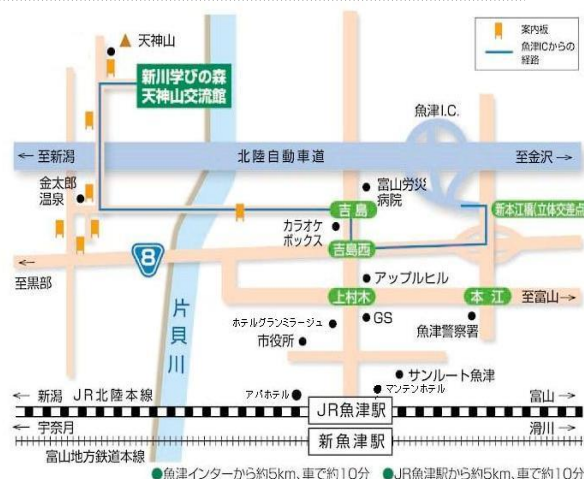 案内板
魚津ICからの
経路
天神山
新川学びの森
天神山交流館
魚津I.C.
←至新潟
北陸自動車道
至金沢→
金太郎
温泉
富山労災
病院
吉島
新本江橋(立体交差点)
カラオケ
ボックス
吉島西
8
←
至黒部
アップルヒル
上村木
本江
至富山→
片貝川
ホテルグランミラージュ
GS
魚津警察署
市役所
サンルート魚津
マンテンホテル
アパホテル
←新潟 JR北陸本線
富山→
JR魚津駅
←宇奈月
滑川→
新魚津駅
富山地方鉄道本線
●魚津インターから約5km、車で約10分 ●JR魚津駅から約5km、車で約10分